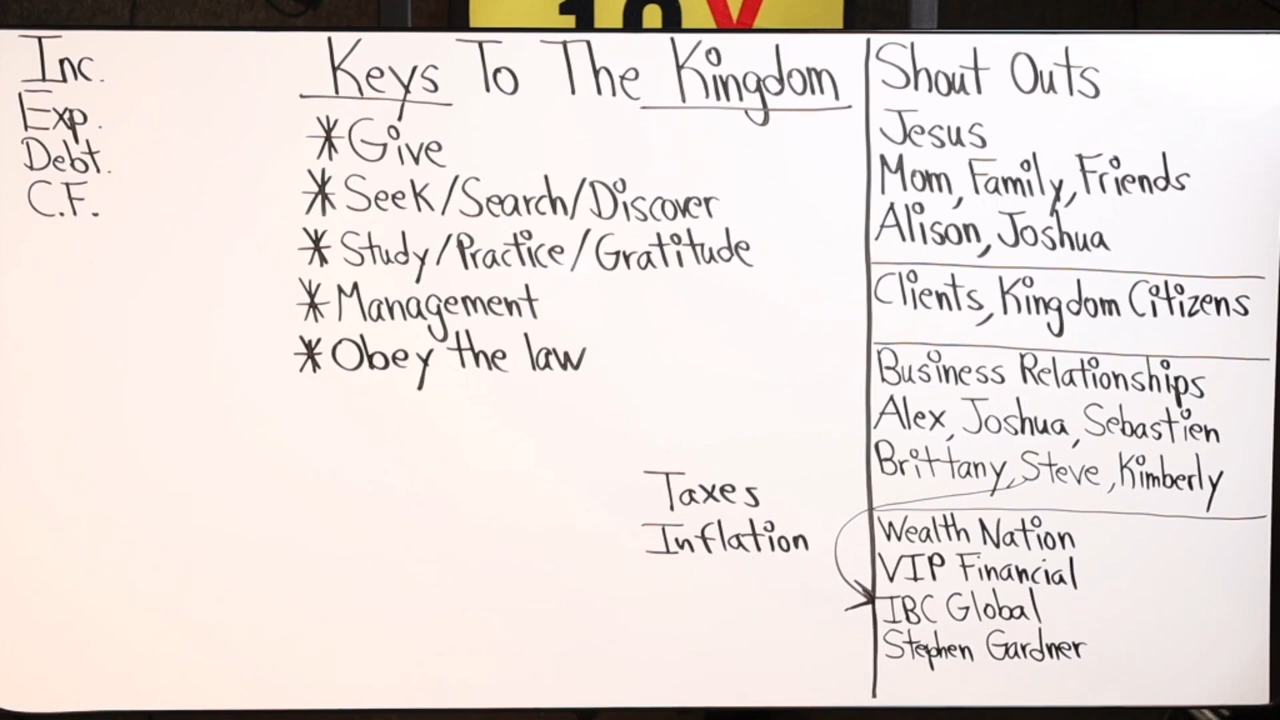 10X
Inc.
Exp.
Debt.
C.F.
Keys To The Kingdom
*Give
*Seek/Search/Discover
*Study/Practice/Gratitude
*Management
*Obey the law
Taxes
Inflation
Shout Outs
Jesus
Mom, Family, Friends
Alison, Joshua
Clients, Kingdom Citizens
Business Relationships
Alex, Joshua, Sebastien
Brittany, Steve, Kimberly
Wealth Nation
VIP Financial
IBC Global
Stephen Gardner